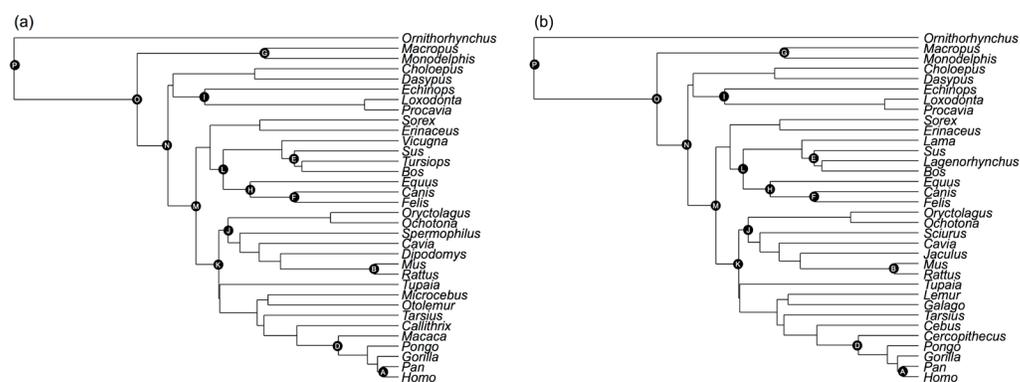 (a)
Ornithorhynchus
Macropus
Monodelphis
Choloepus
Dasypus
Echinops
Loxodonta
Procavia
Sorex
Erinaceus
Vicugna
Sus
Tursiops
Bos
Equus
Canis
Felis
Oryctolagus
Ochotona
Spermophilus
Cavia
Dipodomys
Mus
Rattus
Tupaia
Microcebus
Otolemur
Tarsius
Callithrix
Macaca
Pongo
Gorilla
Pan
Homo
P
O
G
N
I
M
L
E
H
F
K
J
B
D
A
(b)
Ornithorhynchus
Macropus
Monodelphis
Choloepus
Dasypus
Echinops
Loxodonta
Procavia
Sorex
Erinaceus
Lama
Sus
Lagenorhynchus
Bos
Equus
Canis
Felis
Oryctolagus
Ochotona
Sciurus
Cavia
Jaculus
Mus
Rattus
Tupaia
Lemur
Galago
Tarsius
Cebus
Cercopithecus
Pongo
Gorilla
Pan
Homo
P
O
G
N
I
M
L
E
H
F
K
J
B
D
A